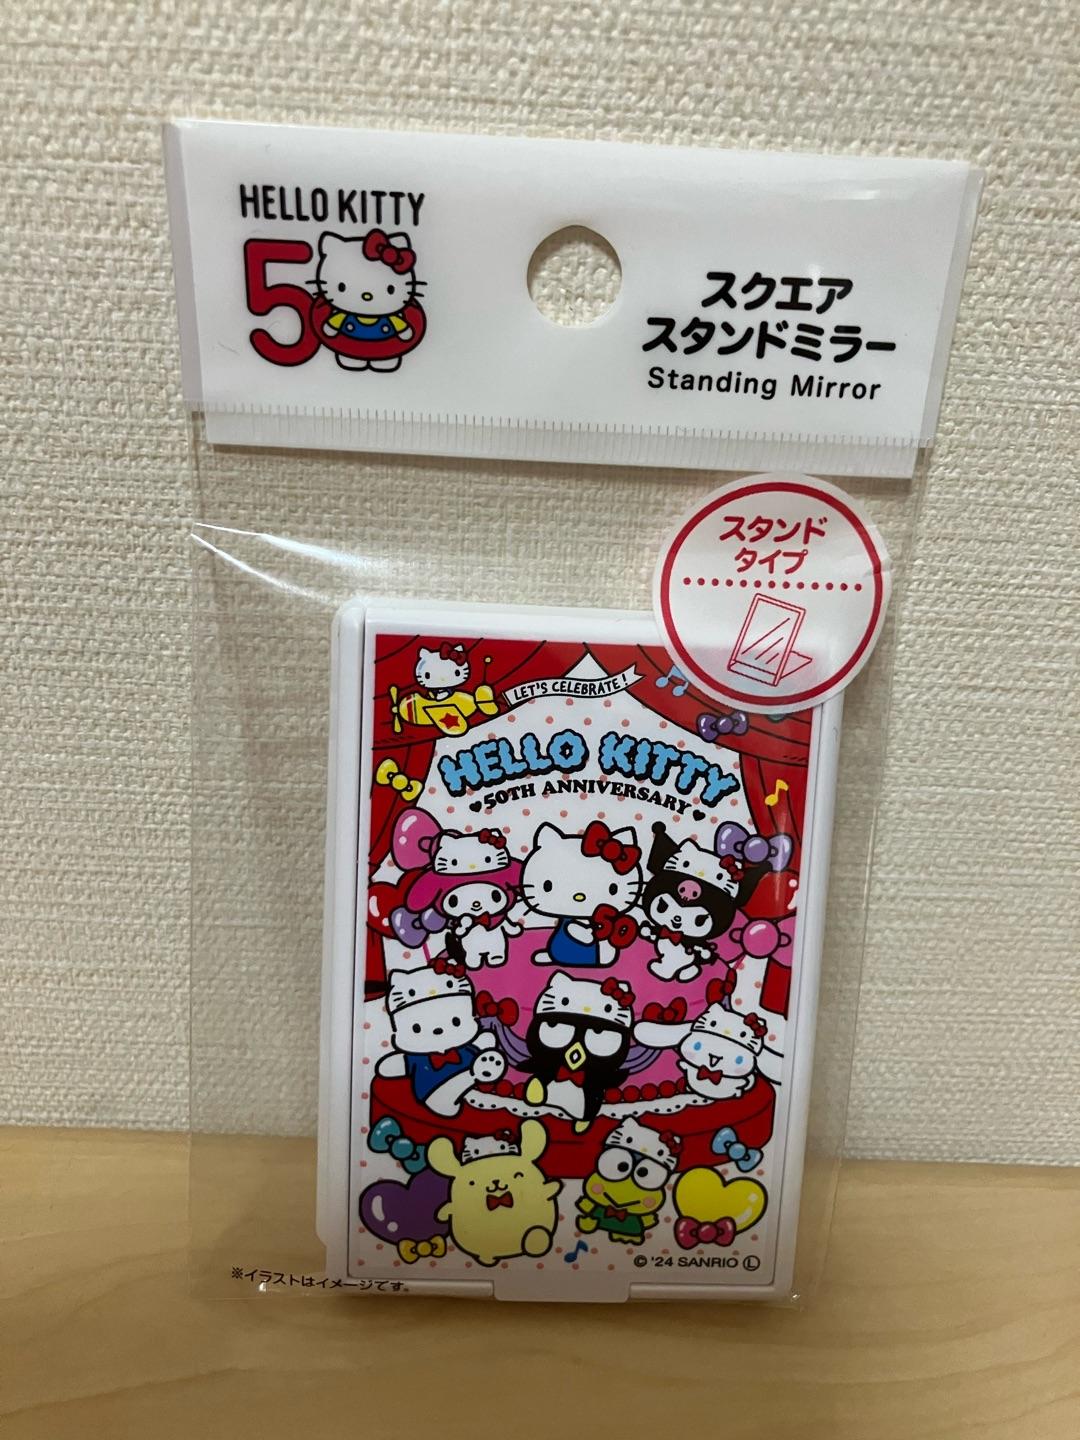 HELLO KITTY
50
スクエア
スタンドミラー
Standing Mirror
スタンド
タイプ
LET'S CELEBRATE!
HELLO KITTY
♥50TH ANNIVERSARY♥
50
© '24 SANRIO Ⓛ
※イラストはイメージです。